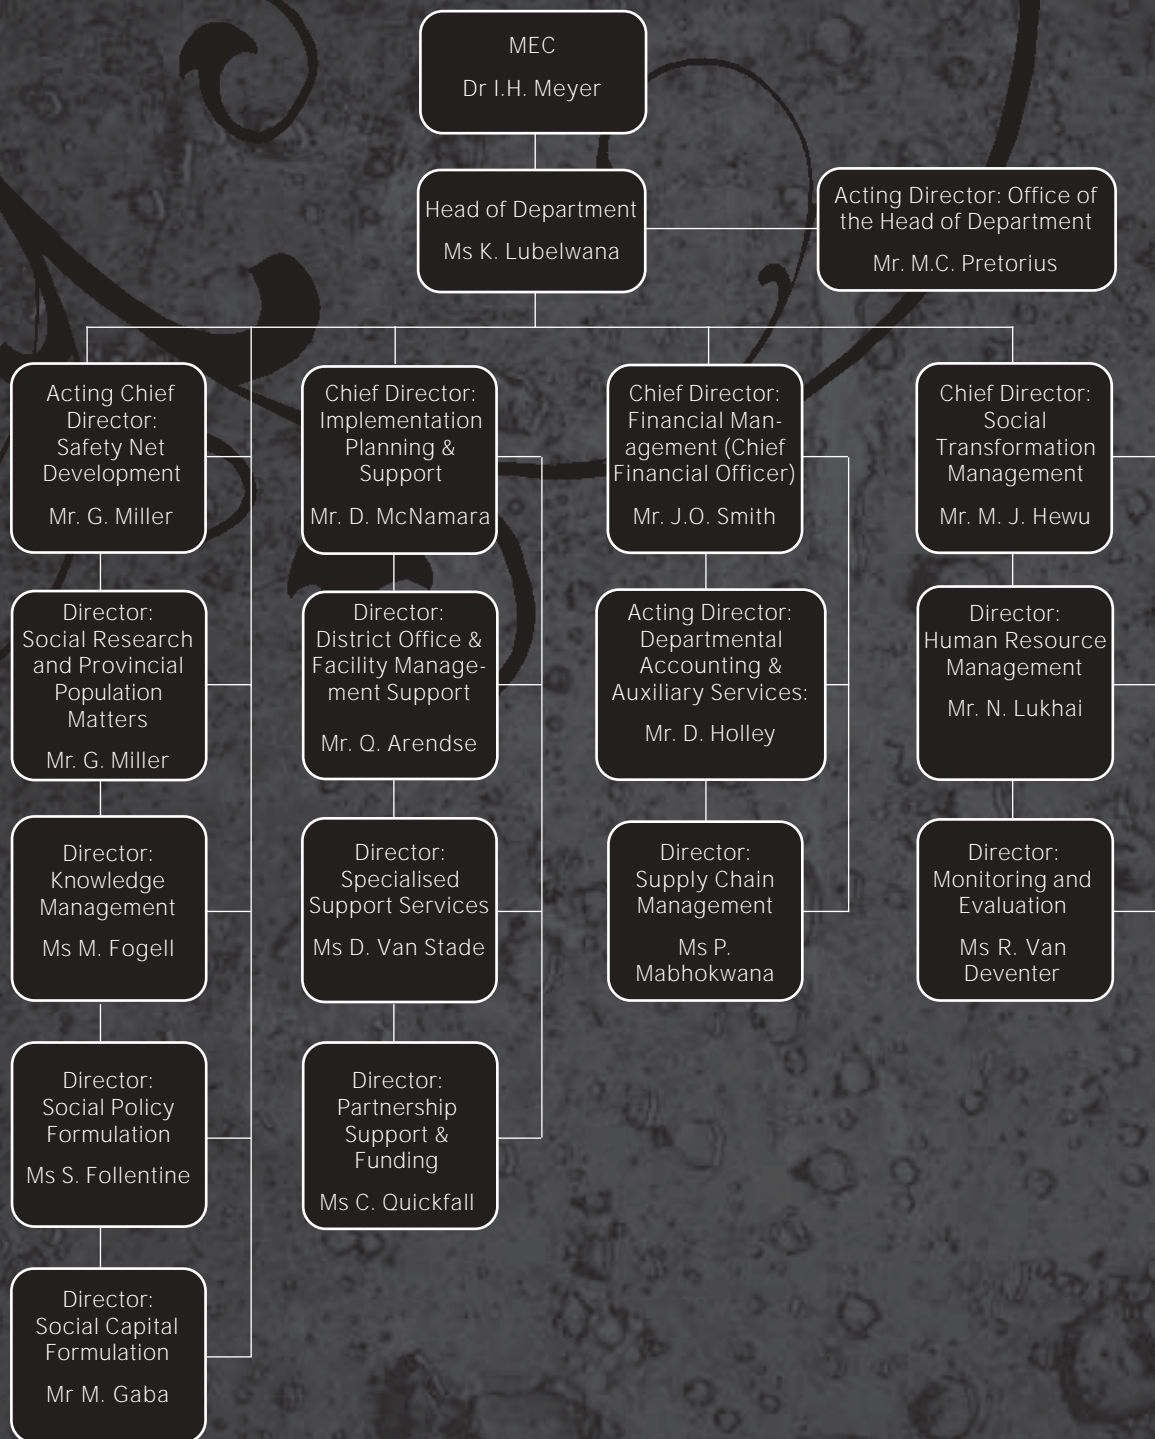 MEC
Dr I.H. Meyer
Head of Department
Ms K. Lubelwana
Acting Director: Office of
the Head of Department
Mr. M.C. Pretorius
Acting Chief
Director:
Safety Net
Development
Mr. G. Miller
Director:
Social Research
and Provincial
Population
Matters
Mr. G. Miller
Director:
Knowledge
Management
Ms M. Fogell
Director:
Social Policy
Formulation
Ms S. Follentine
Director:
Social Capital
Formulation
Mr M. Gaba
Chief Director:
Implementation
Planning &
Support
Mr. D. McNamara
Director:
District Office &
Facility Manage-
ment Support
Mr. Q. Arendse
Director:
Specialised
Support Services
Ms D. Van Stade
Director:
Partnership
Support &
Funding
Ms C. Quickfall
Chief Director:
Financial Man-
agement (Chief
Financial Officer)
Mr. J.O. Smith
Acting Director:
Departmental
Accounting &
Auxiliary Services:
Mr. D. Holley
Director:
Supply Chain
Management
Ms P.
Mabhokwana
Chief Director:
Social
Transformation
Management
Mr. M. J. Hewu
Director:
Human Resource
Management
Mr. N. Lukhai
Director:
Monitoring and
Evaluation
Ms R. Van
Deventer